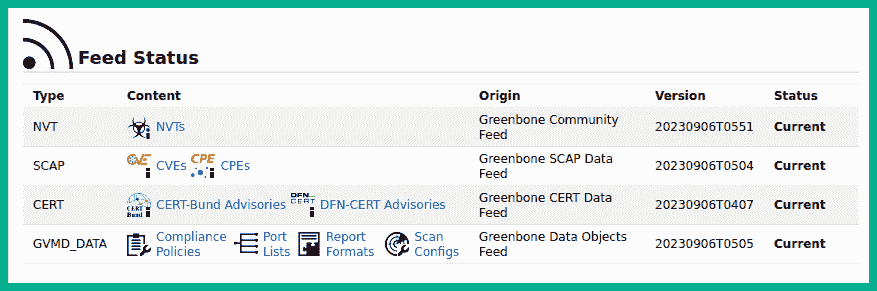 Feed Status
Type Content Origin Version Status
NVT NVTs Greenbone Community Feed 20230906T0551 Current
SCAP CVE CVEs CPE CPEs Greenbone SCAP Data Feed 20230906T0504 Current
CERT CERT Bund CERT-Bund Advisories DFN CERT DFN-CERT Advisories Greenbone CERT Data Feed 20230906T0407 Current
GVMD_DATA Compliance Policies Port Lists Report Formats Scan Configs Greenbone Data Objects Feed 20230906T0505 Current